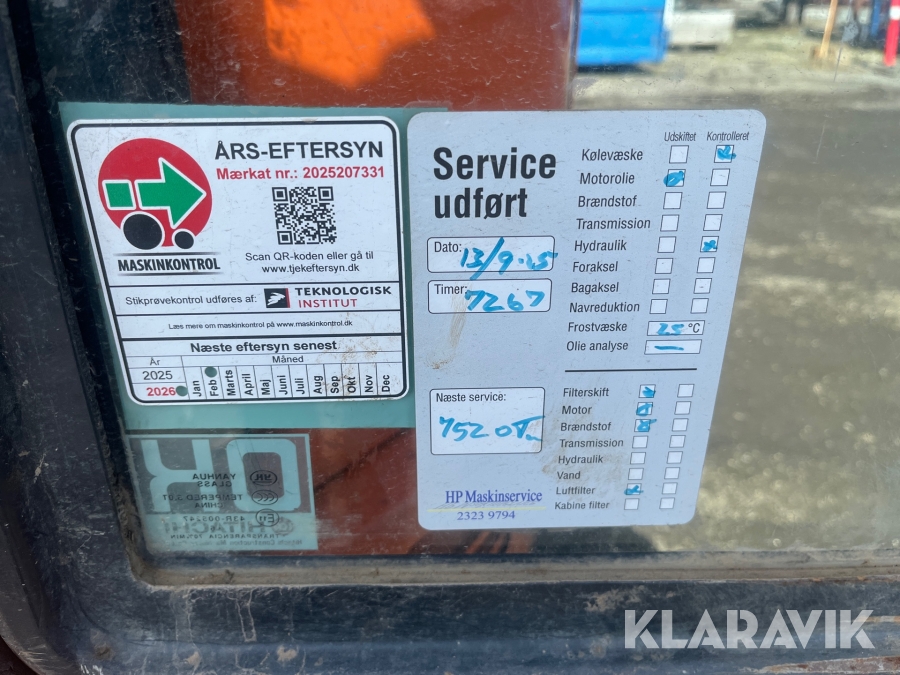 ÅRS-EFTERSYN
Mærkat nr.: 2025207331
MASKINKONTROL
Scan QR-koden eller gå til
www.tjekeftersyn.dk
Stikprøvekontrol udføres af:
TEKNOLOGISK
INSTITUT
Læs mere om maskinkontrol på www.maskinkontrol.dk
Næste eftersyn senest
År Måned
2025
2026
Jan Feb Marts April Maj Juni Juli Aug Sep Okt Nov Dec
Service
udført
Dato:
13/9-25
Timer:
7267
Næste service:
7520
HP Maskinservice
2323 9794
Udskiftet Kontrolleret
Kølevæske
Motorolie
Brændstof
Transmission
Hydraulik
Foraksel
Bagaksel
Navreduktion
Frostvæske 25 °C
Olie analyse
Filterskift
Motor
Brændstof
Transmission
Hydraulik
Vand
Luftfilter
Kabine filter
YANHUA
GLASS
CHINA
HITACHI
KLARAVIK